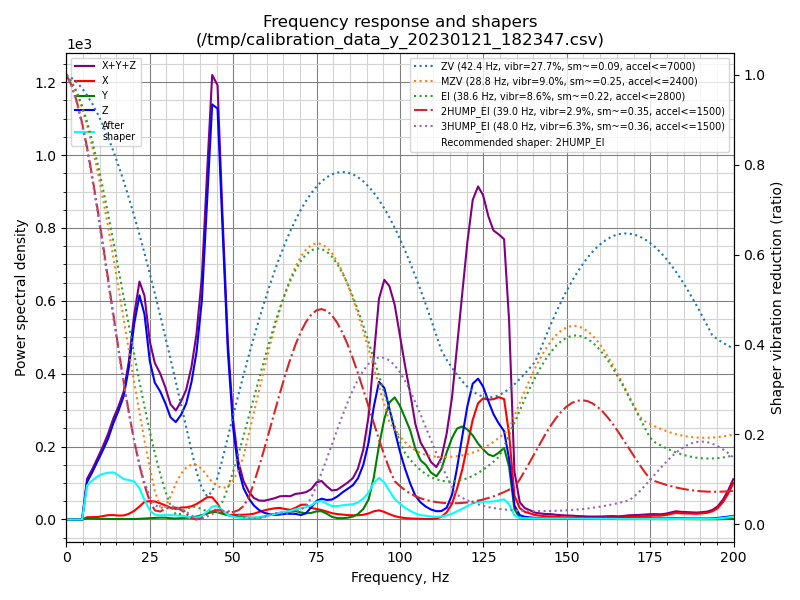 Frequency response and shapers
(/tmp/calibration_data_y_20230121_182347.csv)
1e3
X+Y+Z
X
Y
Z
After
shaper
ZV (42.4 Hz, vibr=27.7%, sm~=0.09, accel<=7000)
MZV (28.8 Hz, vibr=9.0%, sm~=0.25, accel<=2400)
EI (38.6 Hz, vibr=8.6%, sm~=0.22, accel<=2800)
2HUMP_EI (39.0 Hz, vibr=2.9%, sm~=0.35, accel<=1500)
3HUMP_EI (48.0 Hz, vibr=6.3%, sm~=0.36, accel<=1500)
Recommended shaper: 2HUMP_EI
Power spectral density
1.2
1.0
0.8
0.6
0.4
0.2
0.0
1.0
0.8
0.6
0.4
0.2
0.0
Shaper vibration reduction (ratio)
0 25 50 75 100 125 150 175 200
Frequency, Hz